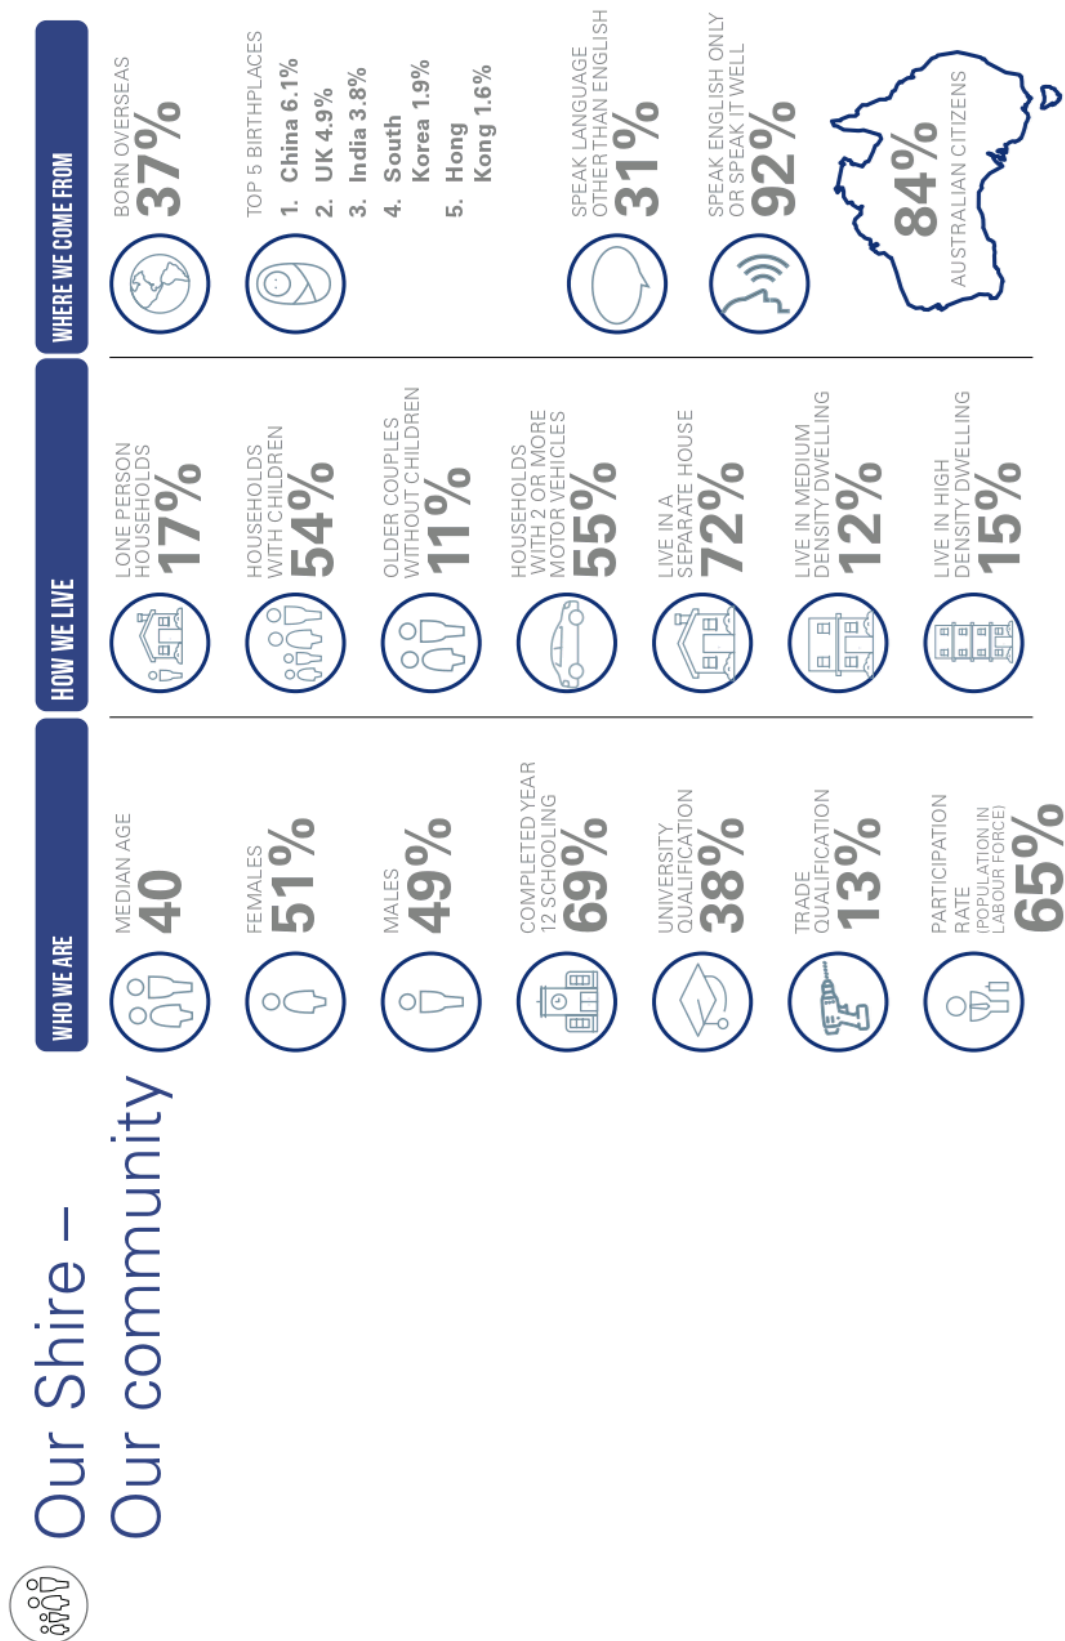 Our Shire –
Our community
WHO WE ARE
MEDIAN AGE
40
FEMALES
51%
MALES
49%
COMPLETED YEAR
12 SCHOOLING
69%
UNIVERSITY
QUALIFICATION
38%
TRADE
QUALIFICATION
13%
PARTICIPATION
RATE
(POPULATION IN
LABOUR FORCE)
65%
HOW WE LIVE
LONE PERSON
HOUSEHOLDS
17%
HOUSEHOLDS
WITH CHILDREN
54%
OLDER COUPLES
WITHOUT CHILDREN
11%
HOUSEHOLDS
WITH 2 OR MORE
MOTOR VEHICLES
55%
LIVE IN A
SEPARATE HOUSE
72%
LIVE IN MEDIUM
DENSITY DWELLING
12%
LIVE IN HIGH
DENSITY DWELLING
15%
WHERE WE COME FROM
BORN OVERSEAS
37%
TOP 5 BIRTHPLACES
1. China 6.1%
2. UK 4.9%
3. India 3.8%
4. South
Korea 1.9%
5. Hong
Kong 1.6%
SPEAK LANGUAGE
OTHER THAN ENGLISH
31%
SPEAK ENGLISH ONLY
OR SPEAK IT WELL
92%
84%
AUSTRALIAN CITIZENS